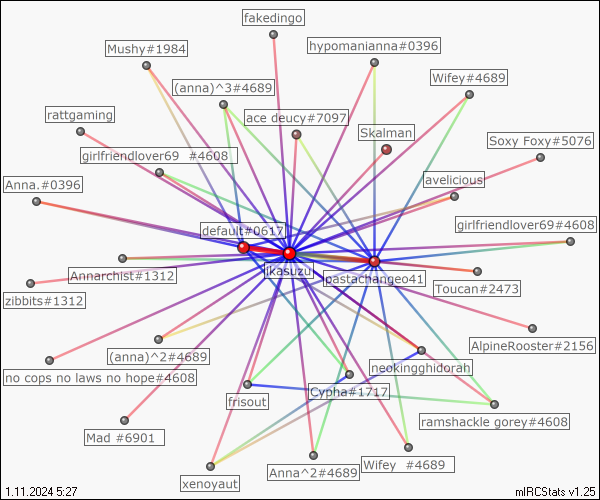 fakedingo
hypomanianna#0396
Mushy#1984
Wifey#4689
(anna)^3#4689
rattgaming
ace deucy#7097
Skalman
Soxy Foxy#5076
girlfriendlover69 #4608
Anna.#0396
avelicious
default#0617
girlfriendlover69#4608
Annarchist#1312
jkasuzu
pastachangeo41
Toucan#2473
zibbits#1312
AlpineRooster#2156
(anna)^2#4689
neokingghidorah
no cops no laws no hope#4608
Cypha#1717
frisout
ramshackle gorey#4608
Mad #6901
Anna^2#4689
Wifey #4689
xenoyaut
1.11.2024 5:27
mIRCStats v1.25